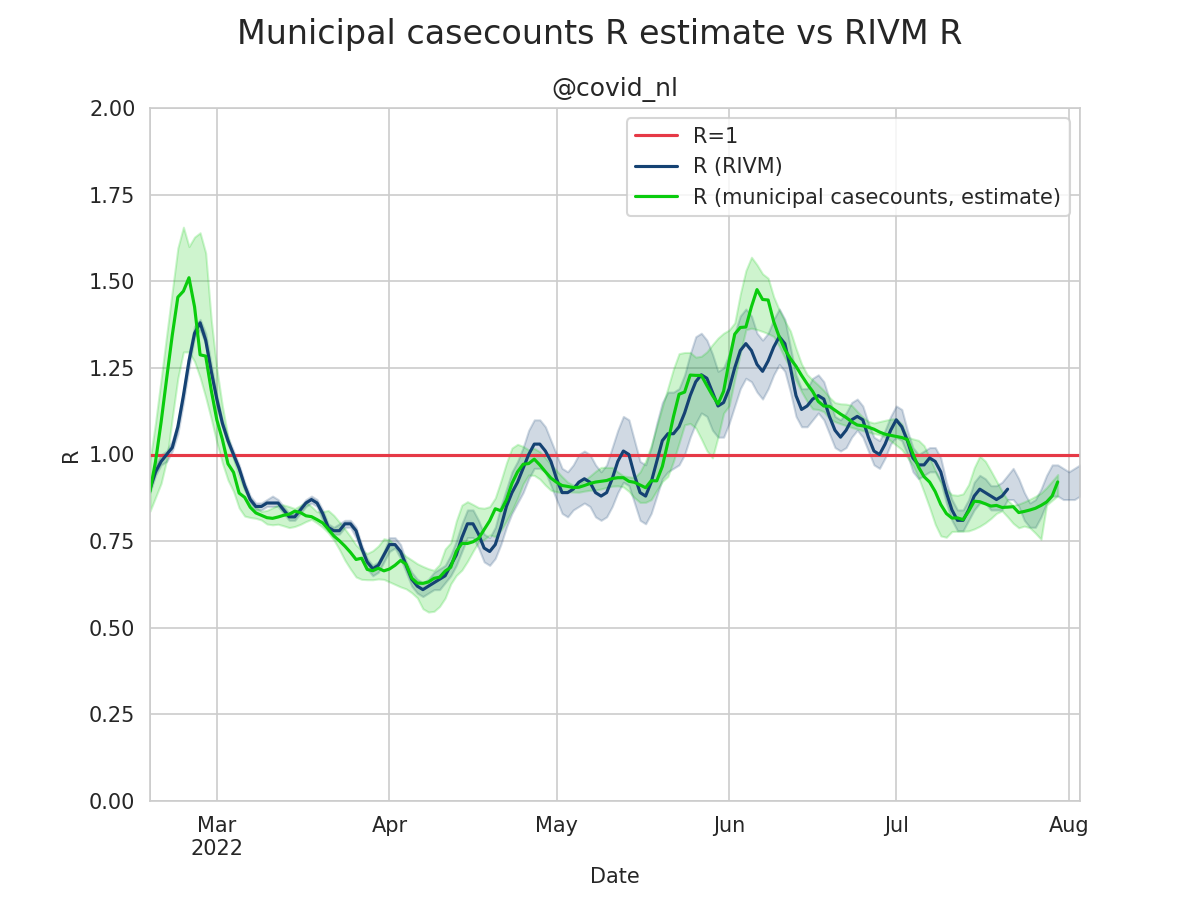 Municipal casecounts R estimate vs RIVM R
@covid_nl
R=1
R (RIVM)
R (municipal casecounts, estimate)
2.00
1.75
1.50
1.25
1.00
0.75
0.50
0.25
0.00
R
Mar Apr May Jun Jul Aug
2022
Date